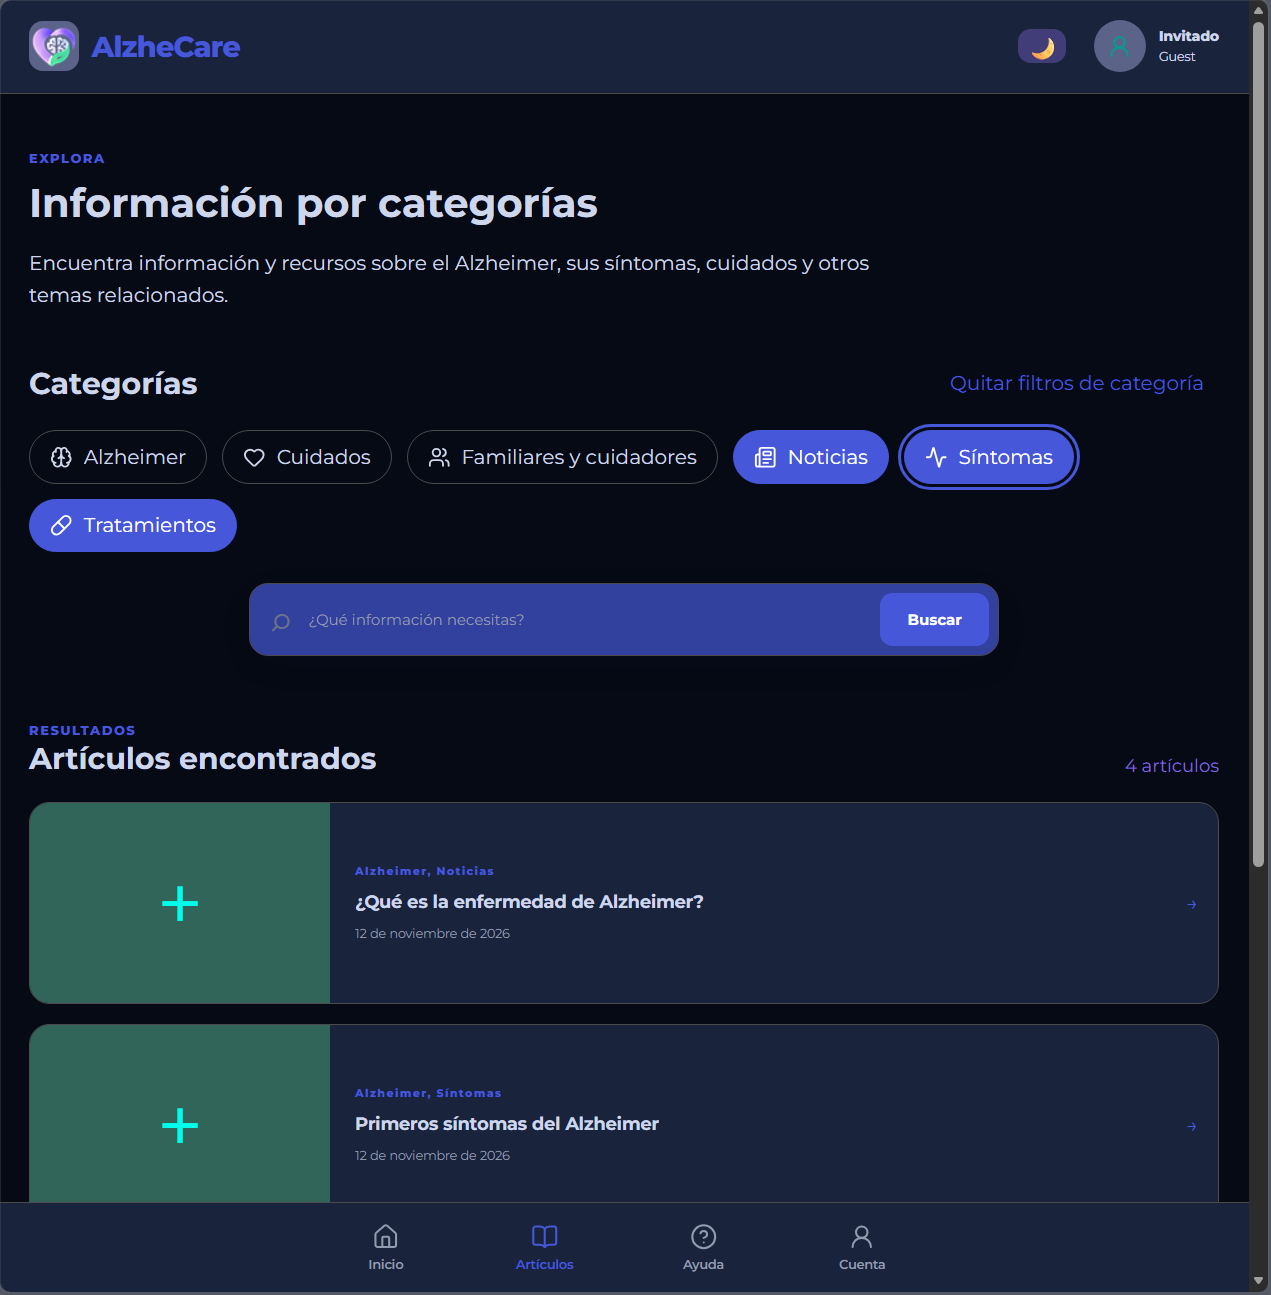 AlzheCare
Invitado
Guest
EXPLORA
Información por categorías
Encuentra información y recursos sobre el Alzheimer, sus síntomas, cuidados y otros
temas relacionados.
Categorías
Quitar filtros de categoría
Alzheimer
Cuidados
Familiares y cuidadores
Noticias
Síntomas
Tratamientos
¿Qué información necesitas?
Buscar
RESULTADOS
Artículos encontrados
4 artículos
Alzheimer, Noticias
¿Qué es la enfermedad de Alzheimer?
12 de noviembre de 2026
Alzheimer, Síntomas
Primeros síntomas del Alzheimer
12 de noviembre de 2026
Inicio
Artículos
Ayuda
Cuenta